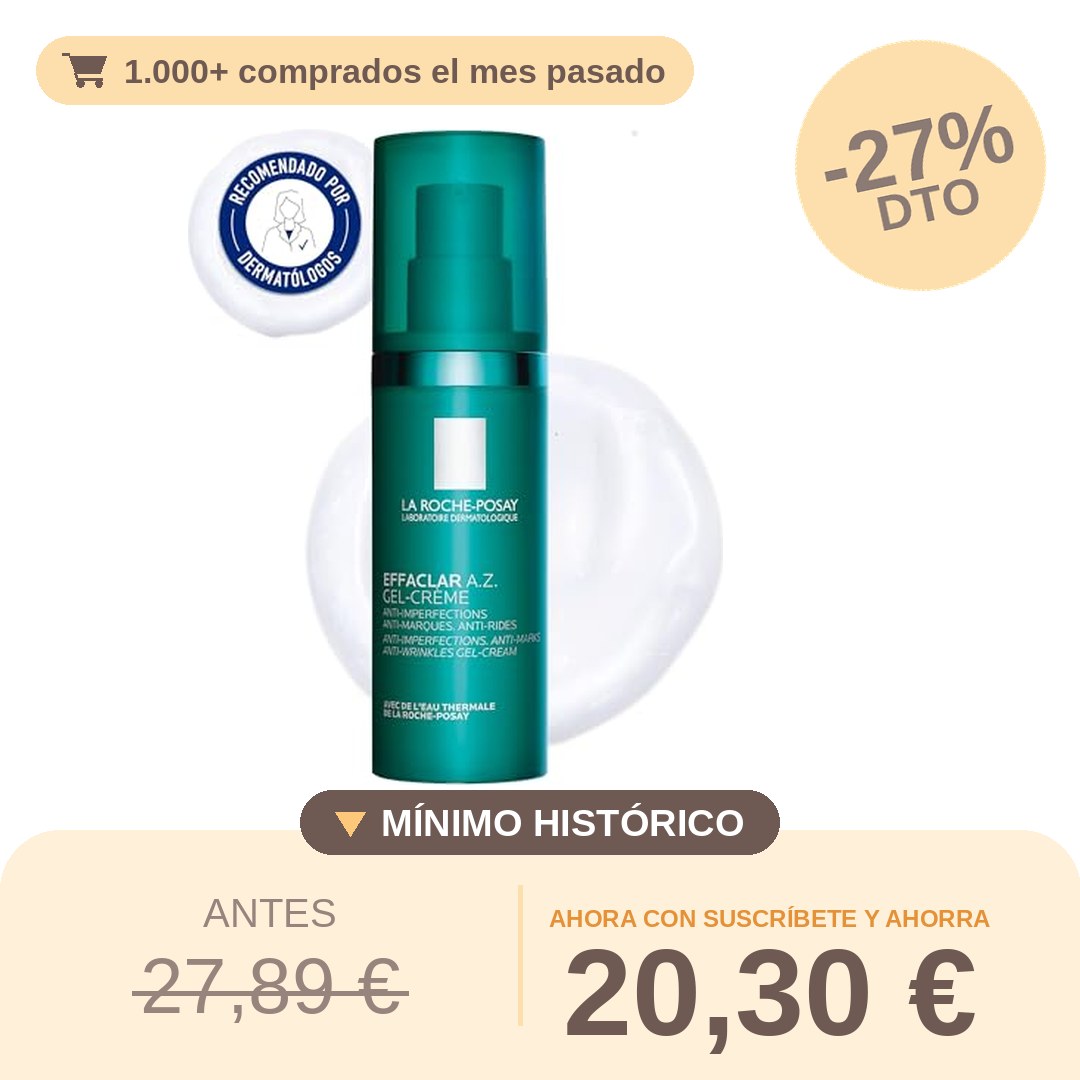 1.000+ comprados el mes pasado
-27%
DTO
RECOMENDADO POR
DERMATÓLOGOS
LA ROCHE-POSAY
LABORATOIRE DERMATOLOGIQUE
EFFACLAR A.Z.
GEL-CRÈME
ANTI-IMPERFECTIONS
ANTI-MARQUES. ANTI-RIDES
ANTI-IMPERFECTIONS. ANTI-MARKS
ANTI-WRINKLES GEL-CREAM
AVEC DE L'EAU THERMALE
DE LA ROCHE-POSAY
MÍNIMO HISTÓRICO
ANTES
27,89 €
AHORA CON SUSCRÍBETE Y AHORRA
20,30 €